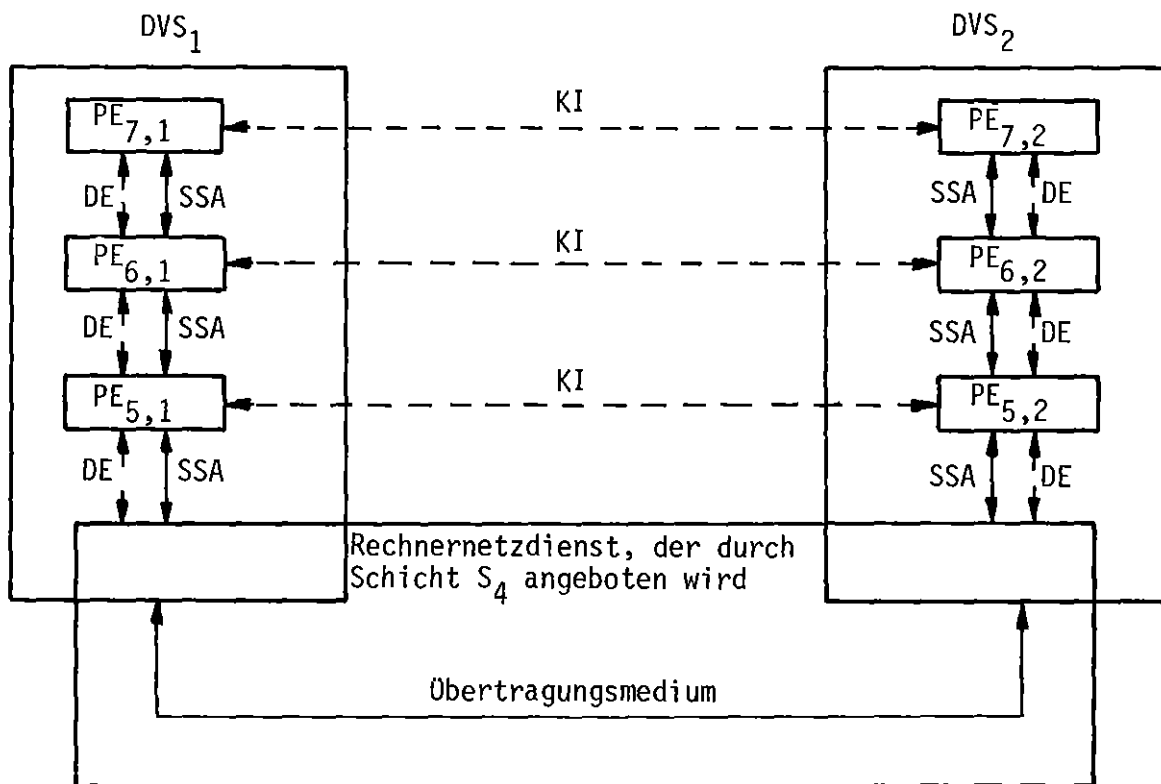 DVS₁ DVS₂
KI
PE₇,₁ PE₇,₂
DE SSA SSA DE
KI
PE₆,₁ PE₆,₂
DE SSA SSA DE
KI
PE₅,₁ PE₅,₂
DE SSA SSA DE
Rechnernetzdienst, der durch
Schicht S₄ angeboten wird
Übertragungsmedium